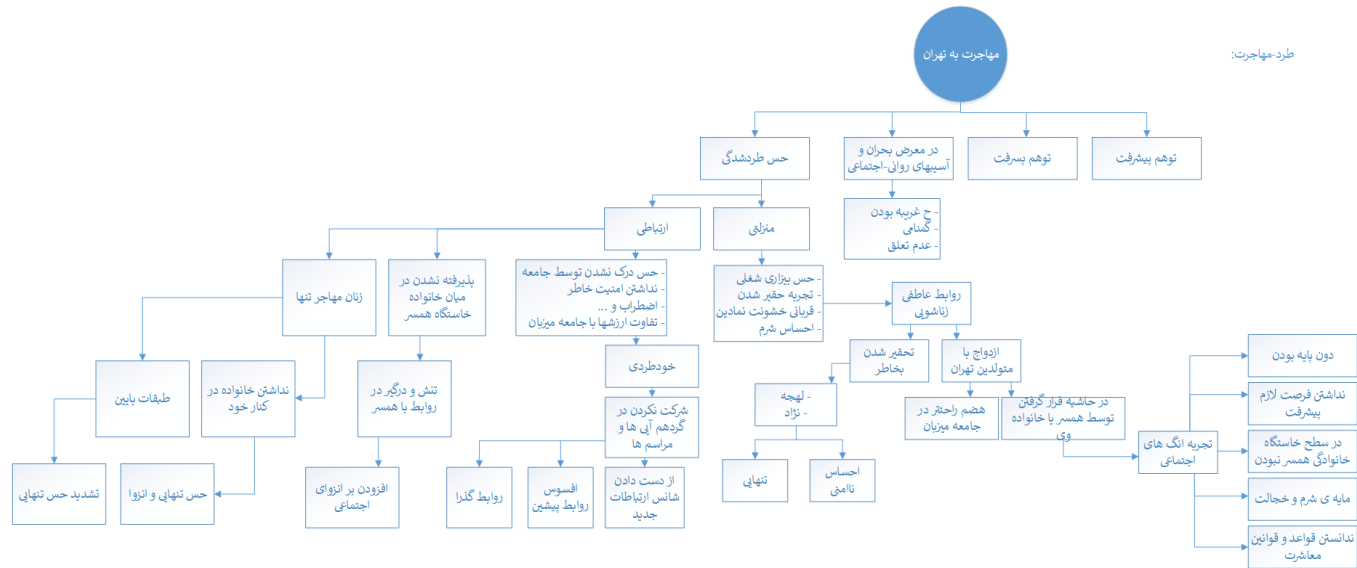 طرد-مهاجرت:
مهاجرت به تهران
توهم پیشرفت
توهم پسرفت
در معرض بحران و
آسیبهای روانی-اجتماعی
حس طردشدگی
- ح غریبه بودن
- گمنامی
- عدم تعلق
منزلتی
ارتباطی
- حس بیزاری شغلی
- تجربه حقیر شدن
- قربانی خشونت نمادین
- احساس شرم
روابط عاطفی
زناشویی
- حس درک نشدن توسط جامعه
- نداشتن امنیت خاطر
- اضطراب و ...
- تفاوت ارزشها با جامعه میزبان
پذیرفته نشدن در
میان خانواده
خاستگاه همسر
زنان مهاجر تنها
ازدواج با
متولدین تهران
تحقیر شدن
بخاطر
خودطردی
تنش و درگیر در
روابط با همسر
نداشتن خانواده در
کنار خود
طبقات پایین
دون پایه بودن
نداشتن فرصت لازم
پیشرفت
در سطح خاستگاه
خانوادگی همسر نبودن
مایه ی شرم و خجالت
ندانستن قواعد و قوانین
معاشرت
تجربه انگ های
اجتماعی
در حاشیه قرار گرفتن
توسط همسر یا خانواده
وی
هضم راحتتر در
جامعه میزبان
- لهجه
- نژاد
شرکت نکردن در
گردهم آیی ها و
مراسم ها
احساس
ناامنی
تنهایی
از دست دادن
شانس ارتباطات
جدید
افسوس
روابط پیشین
روابط گذرا
افزودن بر انزوای
اجتماعی
حس تنهایی و انزوا
تشدید حس تنهایی